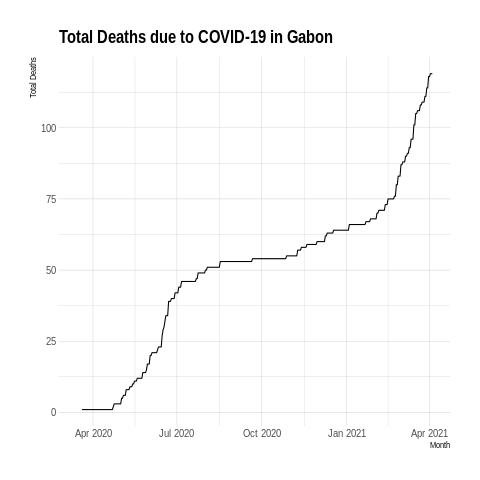 Total Deaths due to COVID-19 in Gabon
Total Deaths
100
75
50
25
0
Apr 2020 Jul 2020 Oct 2020 Jan 2021 Apr 2021
Month